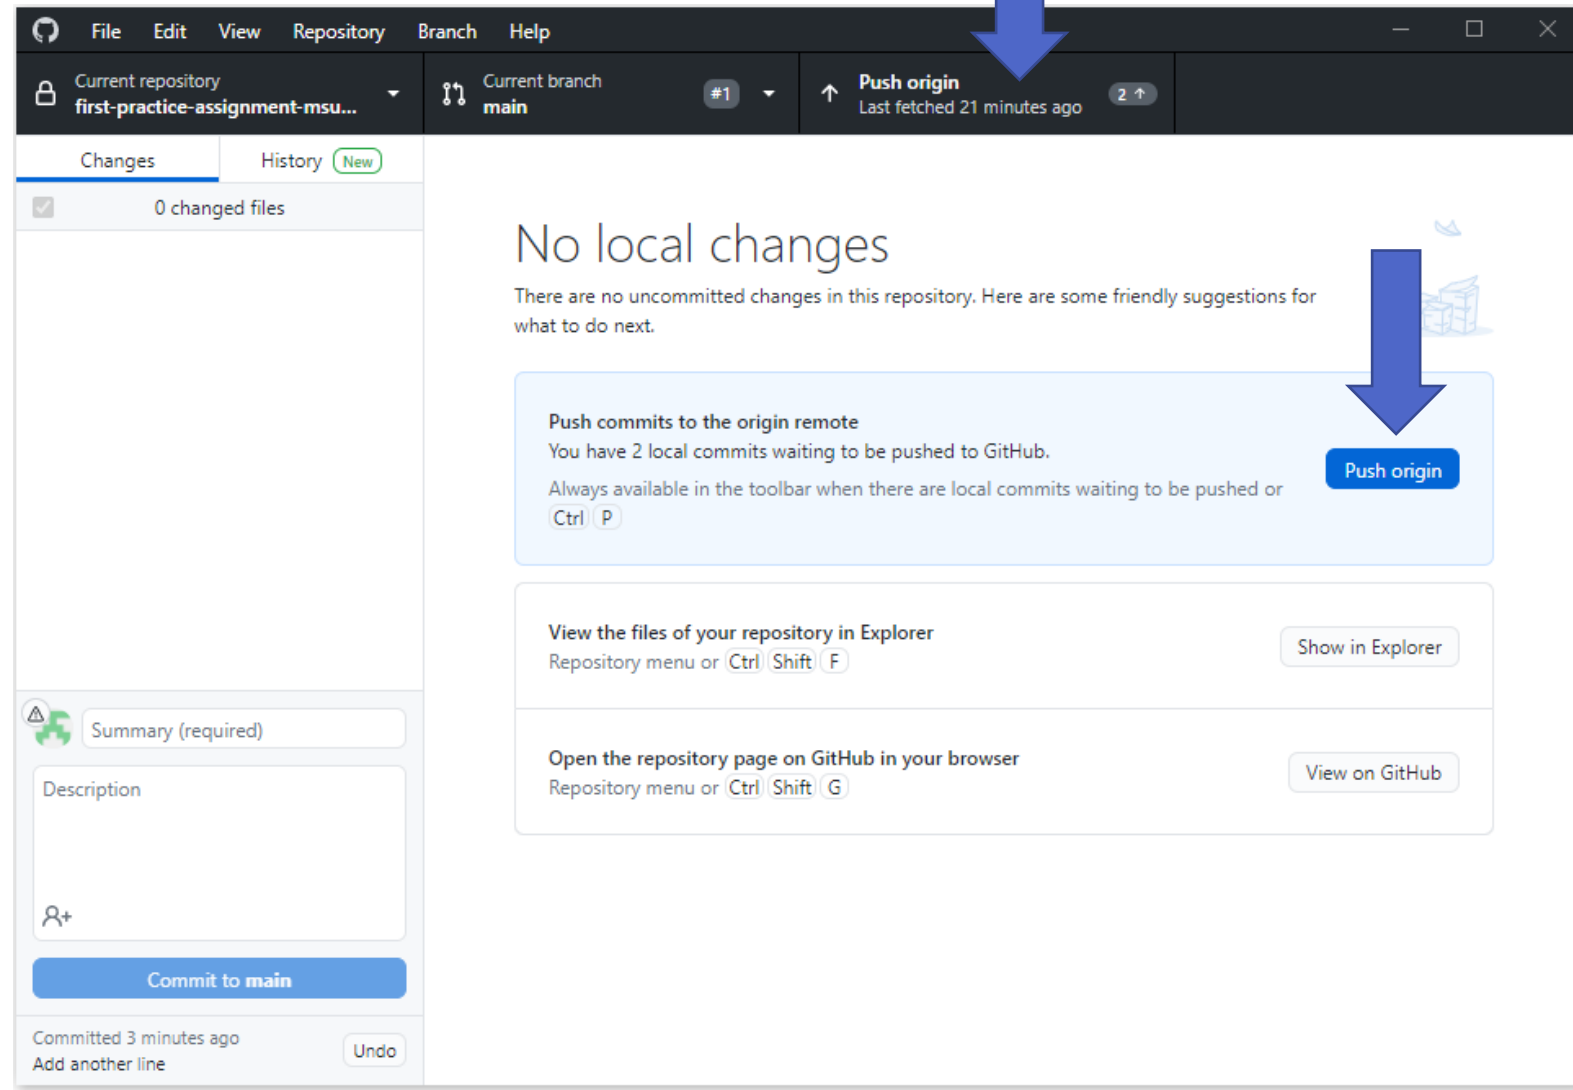 File Edit View Repository Branch Help
Current repository
first-practice-assignment-msu...
Current branch
main
#1
Push origin
Last fetched 21 minutes ago
2 ↑
Changes
History New
0 changed files
No local changes
There are no uncommitted changes in this repository. Here are some friendly suggestions for
what to do next.
Push commits to the origin remote
You have 2 local commits waiting to be pushed to GitHub.
Always available in the toolbar when there are local commits waiting to be pushed or
Ctrl P
Push origin
View the files of your repository in Explorer
Repository menu or Ctrl Shift F
Show in Explorer
Open the repository page on GitHub in your browser
Repository menu or Ctrl Shift G
View on GitHub
Summary (required)
Description
Commit to main
Committed 3 minutes ago
Add another line
Undo